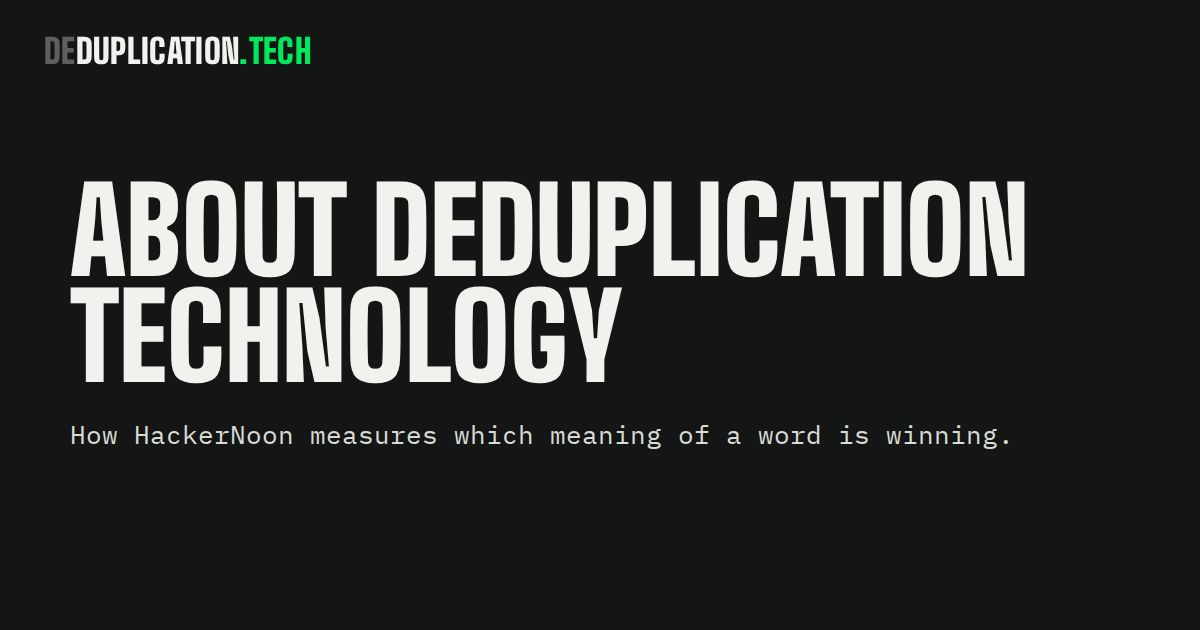 DEDUPLICATION.TECH
ABOUT DEDUPLICATION
TECHNOLOGY
How HackerNoon measures which meaning of a word is winning.